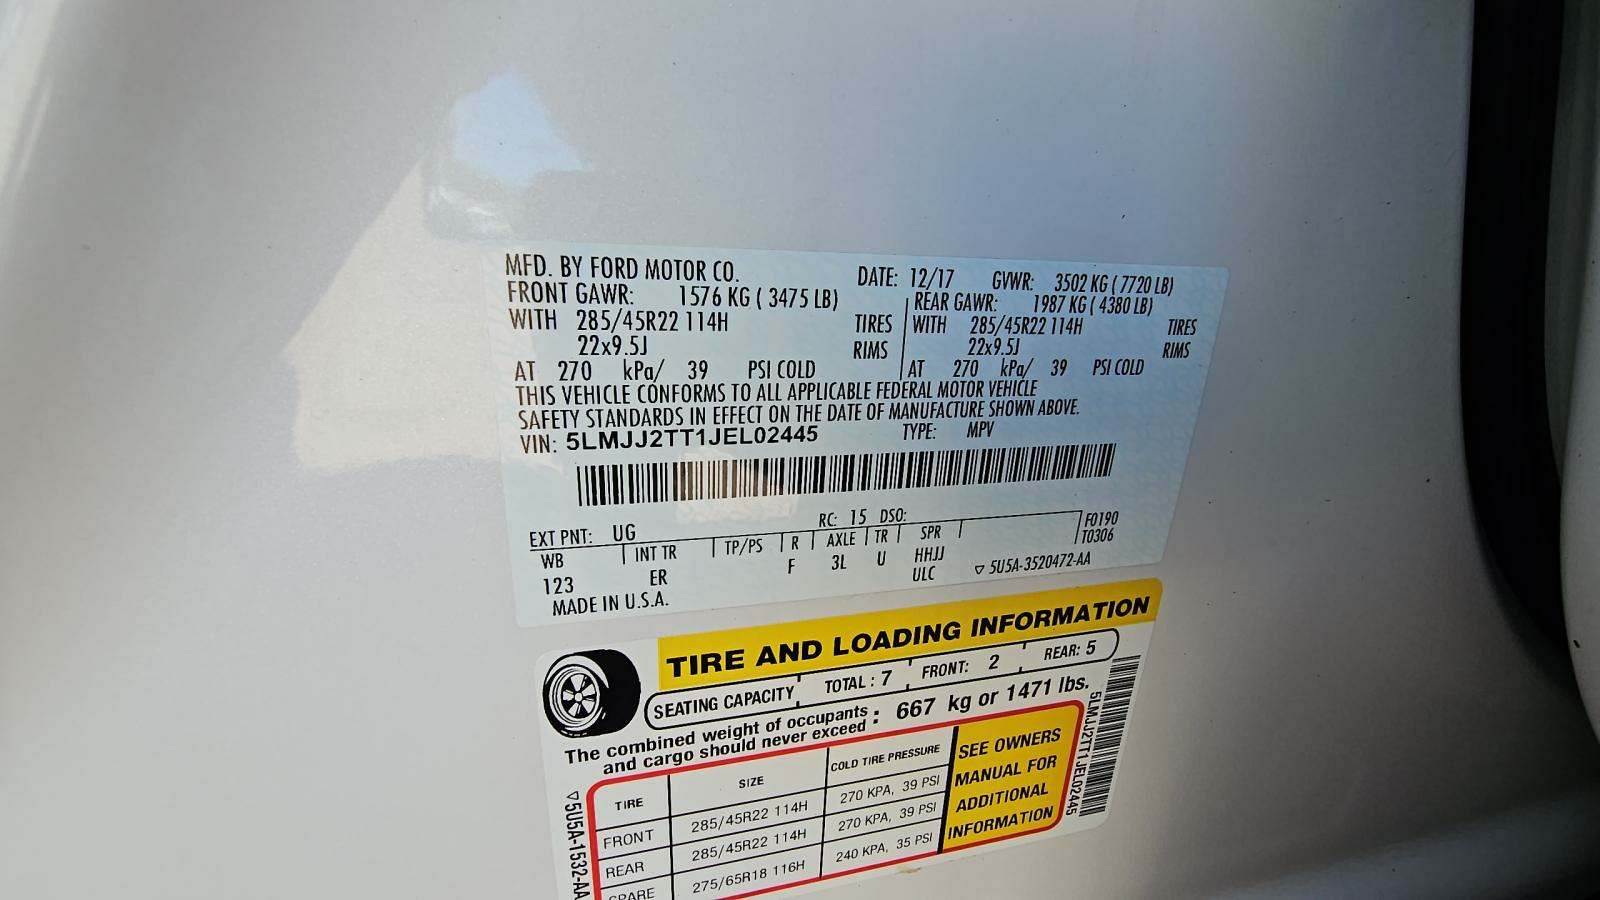 MFD. BY FORD MOTOR CO. DATE: 12/17 GVWR: 3502 KG ( 7720 LB)
FRONT GAWR: 1576 KG ( 3475 LB) REAR GAWR: 1987 KG ( 4380 LB)
WITH 285/45R22 114H TIRES WITH 285/45R22 114H TIRES
22x9.5J RIMS 22x9.5J RIMS
AT 270 kPa/ 39 PSI COLD AT 270 kPa/ 39 PSI COLD
THIS VEHICLE CONFORMS TO ALL APPLICABLE FEDERAL MOTOR VEHICLE
SAFETY STANDARDS IN EFFECT ON THE DATE OF MANUFACTURE SHOWN ABOVE.
VIN: 5LMJJ2TT1JEL02445 TYPE: MPV
EXT PNT: UG RC: 15 DSO: F0190
WB INT TR TP/PS R AXLE TR SPR T0306
123 ER F 3L U HHJJ
ULC ▽ 5U5A-3520472-AA
MADE IN U.S.A.
TIRE AND LOADING INFORMATION
SEATING CAPACITY TOTAL : 7 FRONT: 2 REAR: 5
The combined weight of occupants
and cargo should never exceed : 667 kg or 1471 lbs.
TIRE SIZE COLD TIRE PRESSURE
FRONT 285/45R22 114H 270 KPA, 39 PSI
REAR 285/45R22 114H 270 KPA, 39 PSI
SPARE 275/65R18 116H 240 KPA, 35 PSI
SEE OWNERS
MANUAL FOR
ADDITIONAL
INFORMATION
5LMJJ2TT1JEL02445
▽5U5A-1532-AA